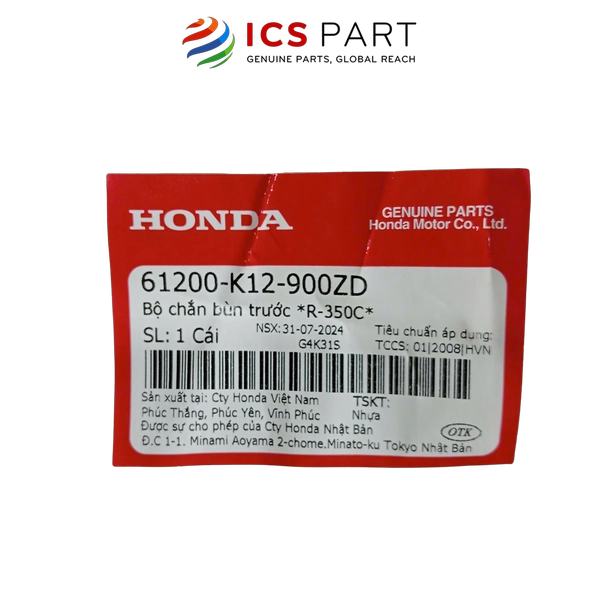 ICS PART
GENUINE PARTS, GLOBAL REACH
HONDA
GENUINE PARTS
Honda Motor Co., Ltd.
61200-K12-900ZD
Bộ chắn bùn trước *R-350C*
SL: 1 Cái
NSX: 31-07-2024
G4K31S
Tiêu chuẩn áp dụng:
TCCS: 01|2008|HVN
Sản xuất tại: Cty Honda Việt Nam
Phúc Thắng, Phúc Yên, Vĩnh Phúc
TSKT:
Nhựa
Được sự cho phép của Cty Honda Nhật Bản
Đ.C 1-1. Minami Aoyama 2-chome.Minato-ku Tokyo Nhật Bản
OTK